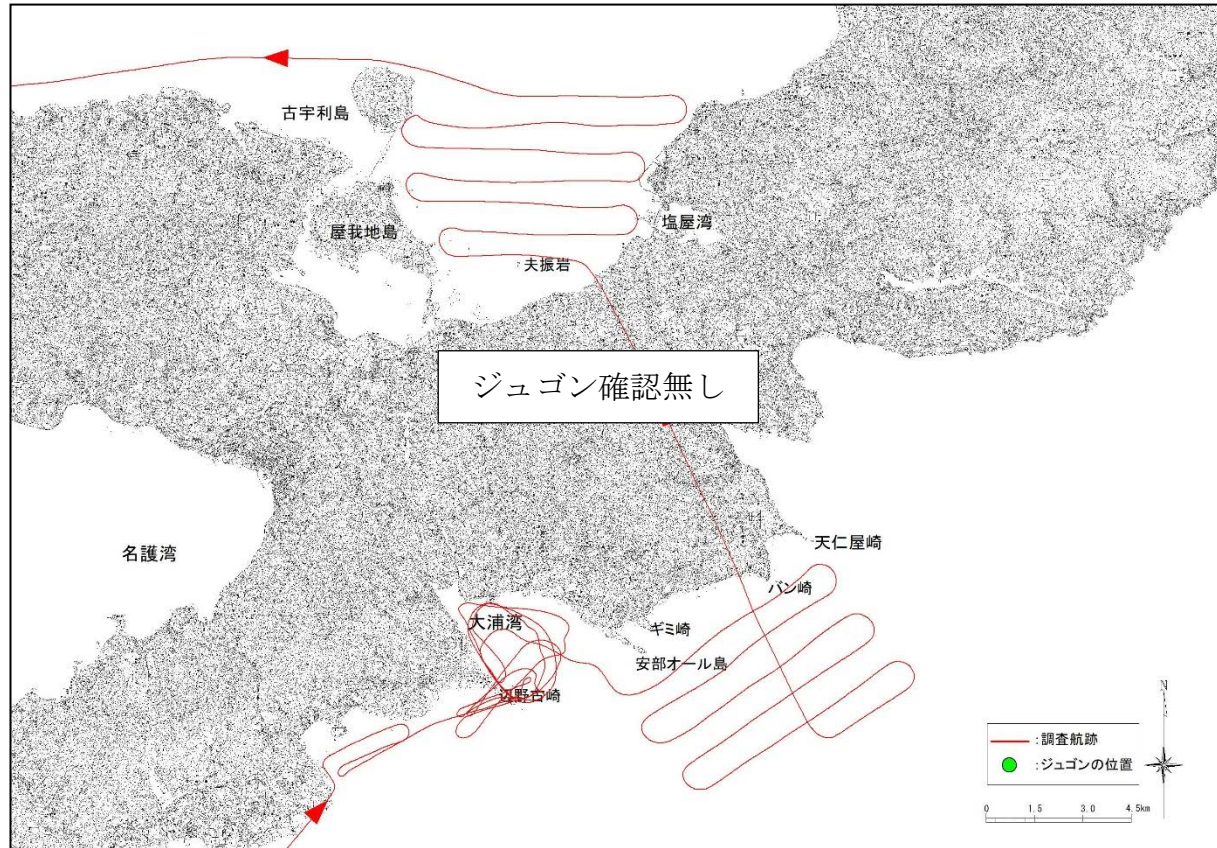 古宇利島
塩屋湾
屋我地島
夫振岩
ジュゴン確認無し
天仁屋崎
名護湾
バン崎
大浦湾
ギミ崎
安部オール島
辺野古崎
N
:調査航跡
:ジュゴンの位置
0 1.5 3.0 4.5km